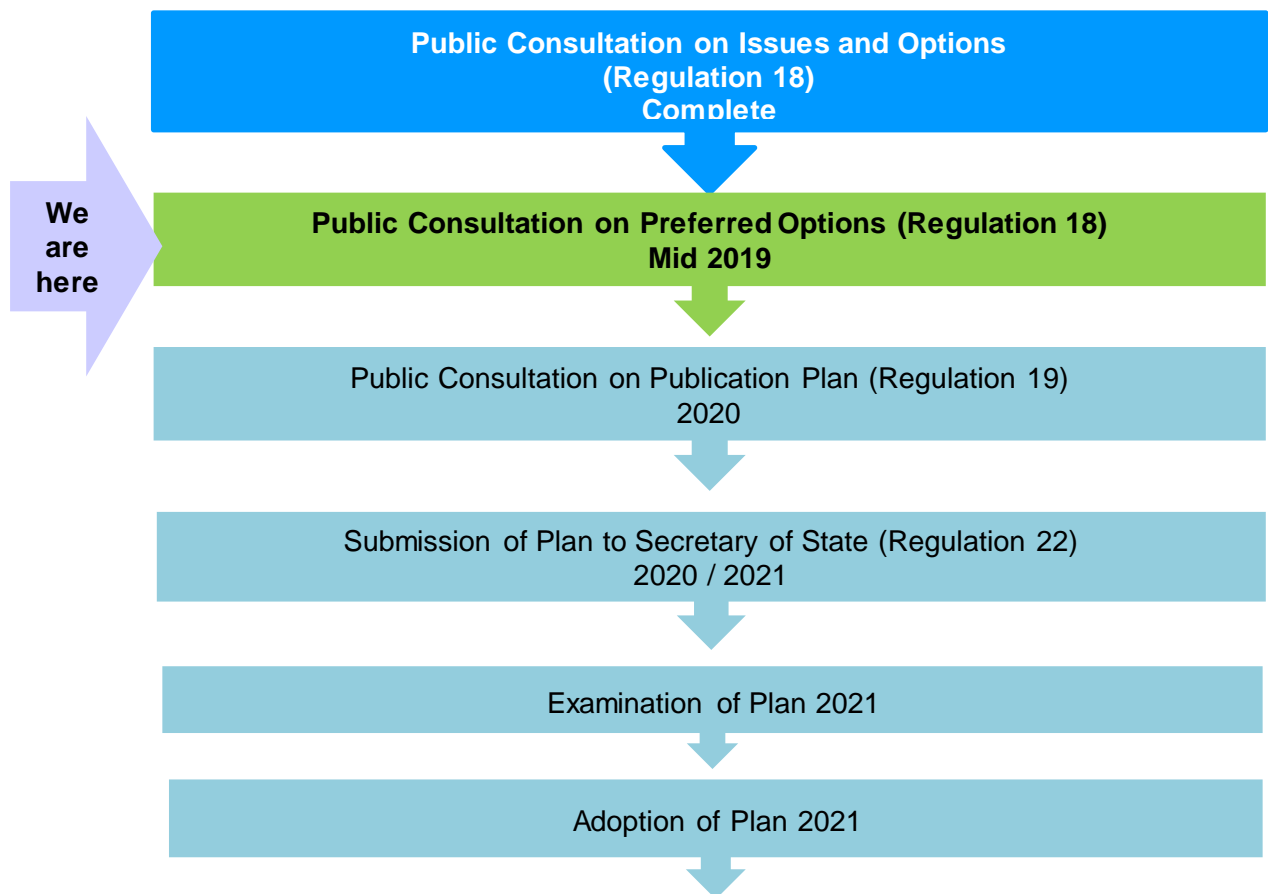 Public Consultation on Issues and Options
(Regulation 18)
Complete
We
are
here
Public Consultation on Preferred Options (Regulation 18)
Mid 2019
Public Consultation on Publication Plan (Regulation 19)
2020
Submission of Plan to Secretary of State (Regulation 22)
2020 / 2021
Examination of Plan 2021
Adoption of Plan 2021